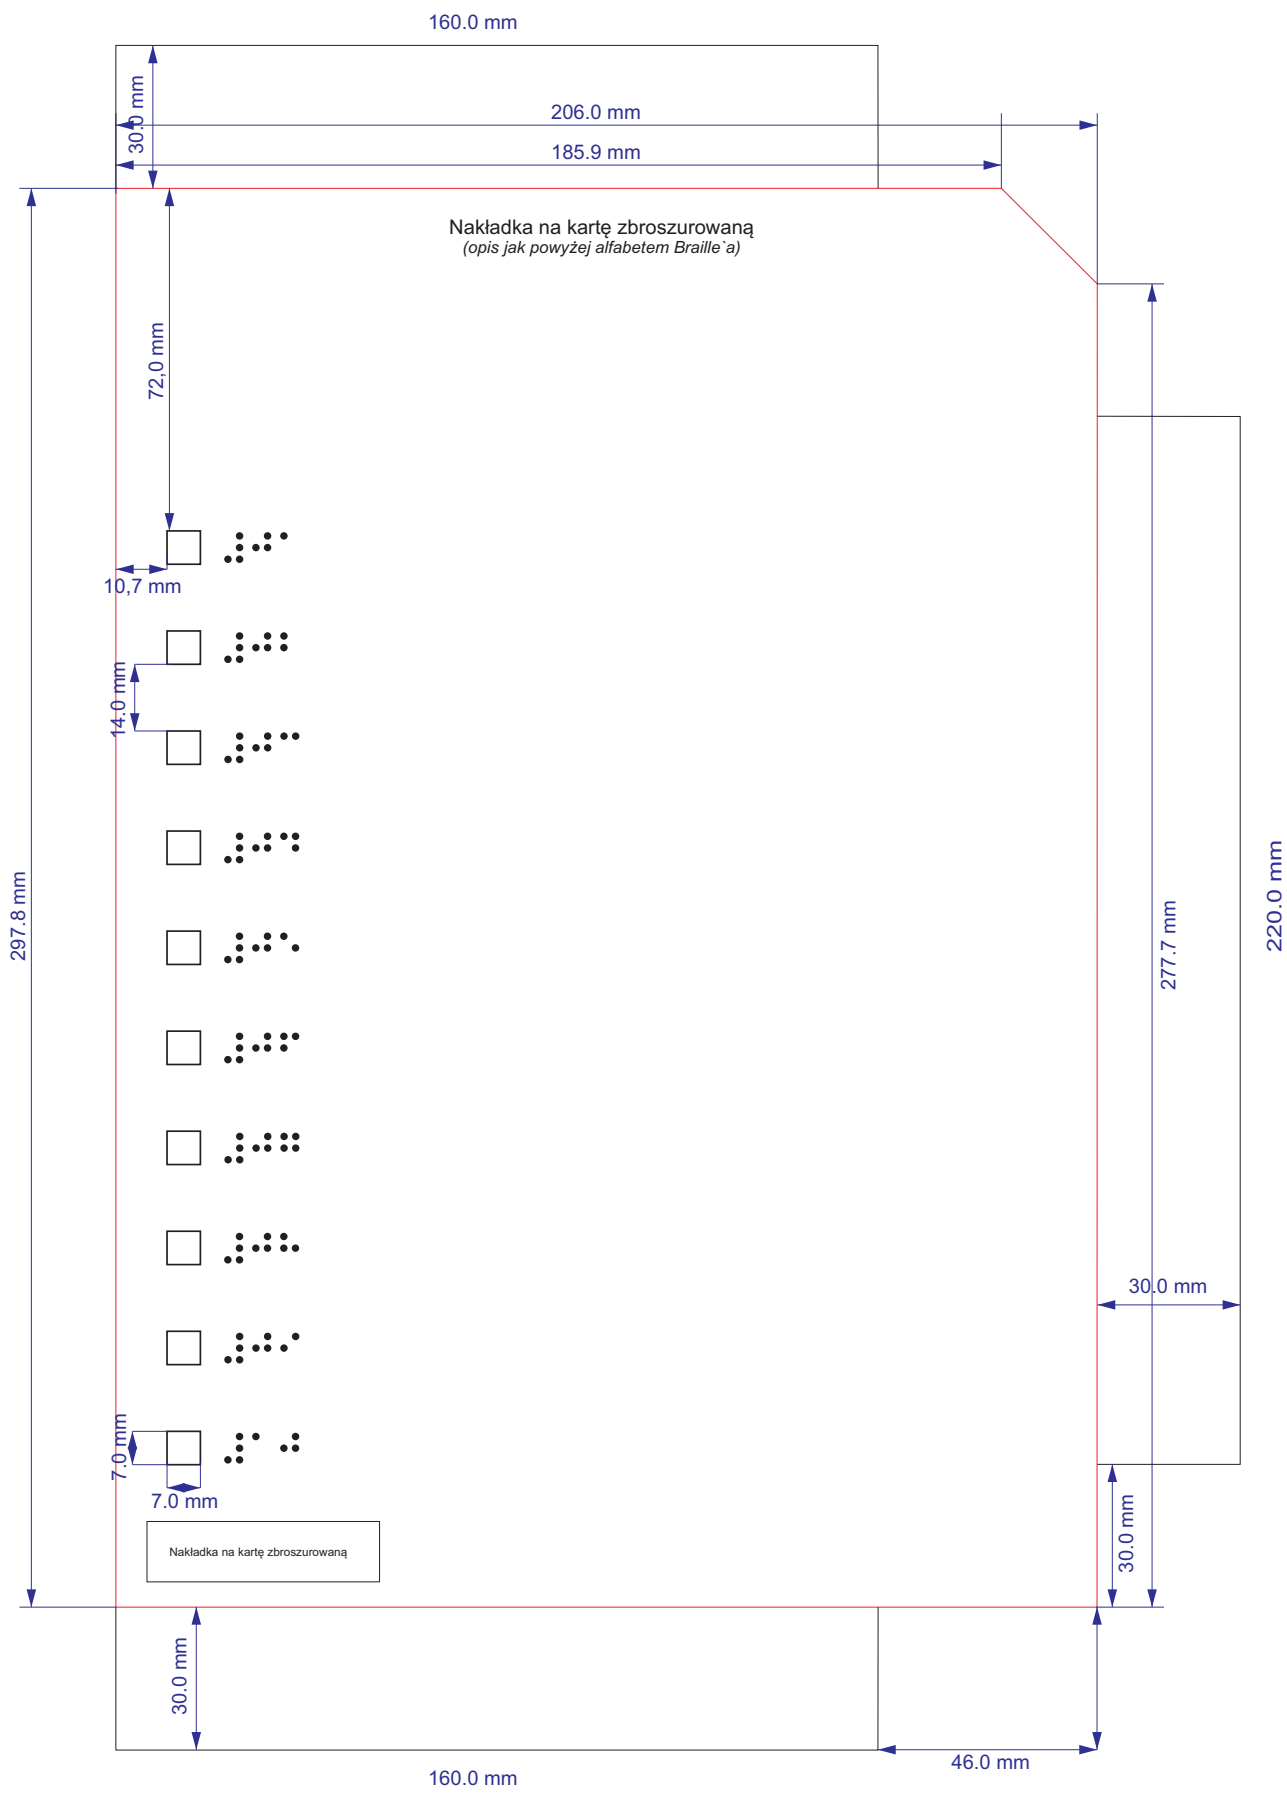 160.0 mm
30.0 mm
206.0 mm
185.9 mm
Nakładka na kartę zbroszurowaną
(opis jak powyżej alfabetem Braille`a)
72,0 mm
⠼⠚⠁
10,7 mm
⠼⠚⠃
14.0 mm
⠼⠚⠉
⠼⠚⠙
297.8 mm
⠼⠚⠑
277.7 mm
220.0 mm
⠼⠚⠋
⠼⠚⠛
⠼⠚⠓
30.0 mm
⠼⠚⠊
7.0 mm
⠼⠁⠚
7.0 mm
30.0 mm
Nakładka na kartę zbroszurowaną
30.0 mm
46.0 mm
160.0 mm